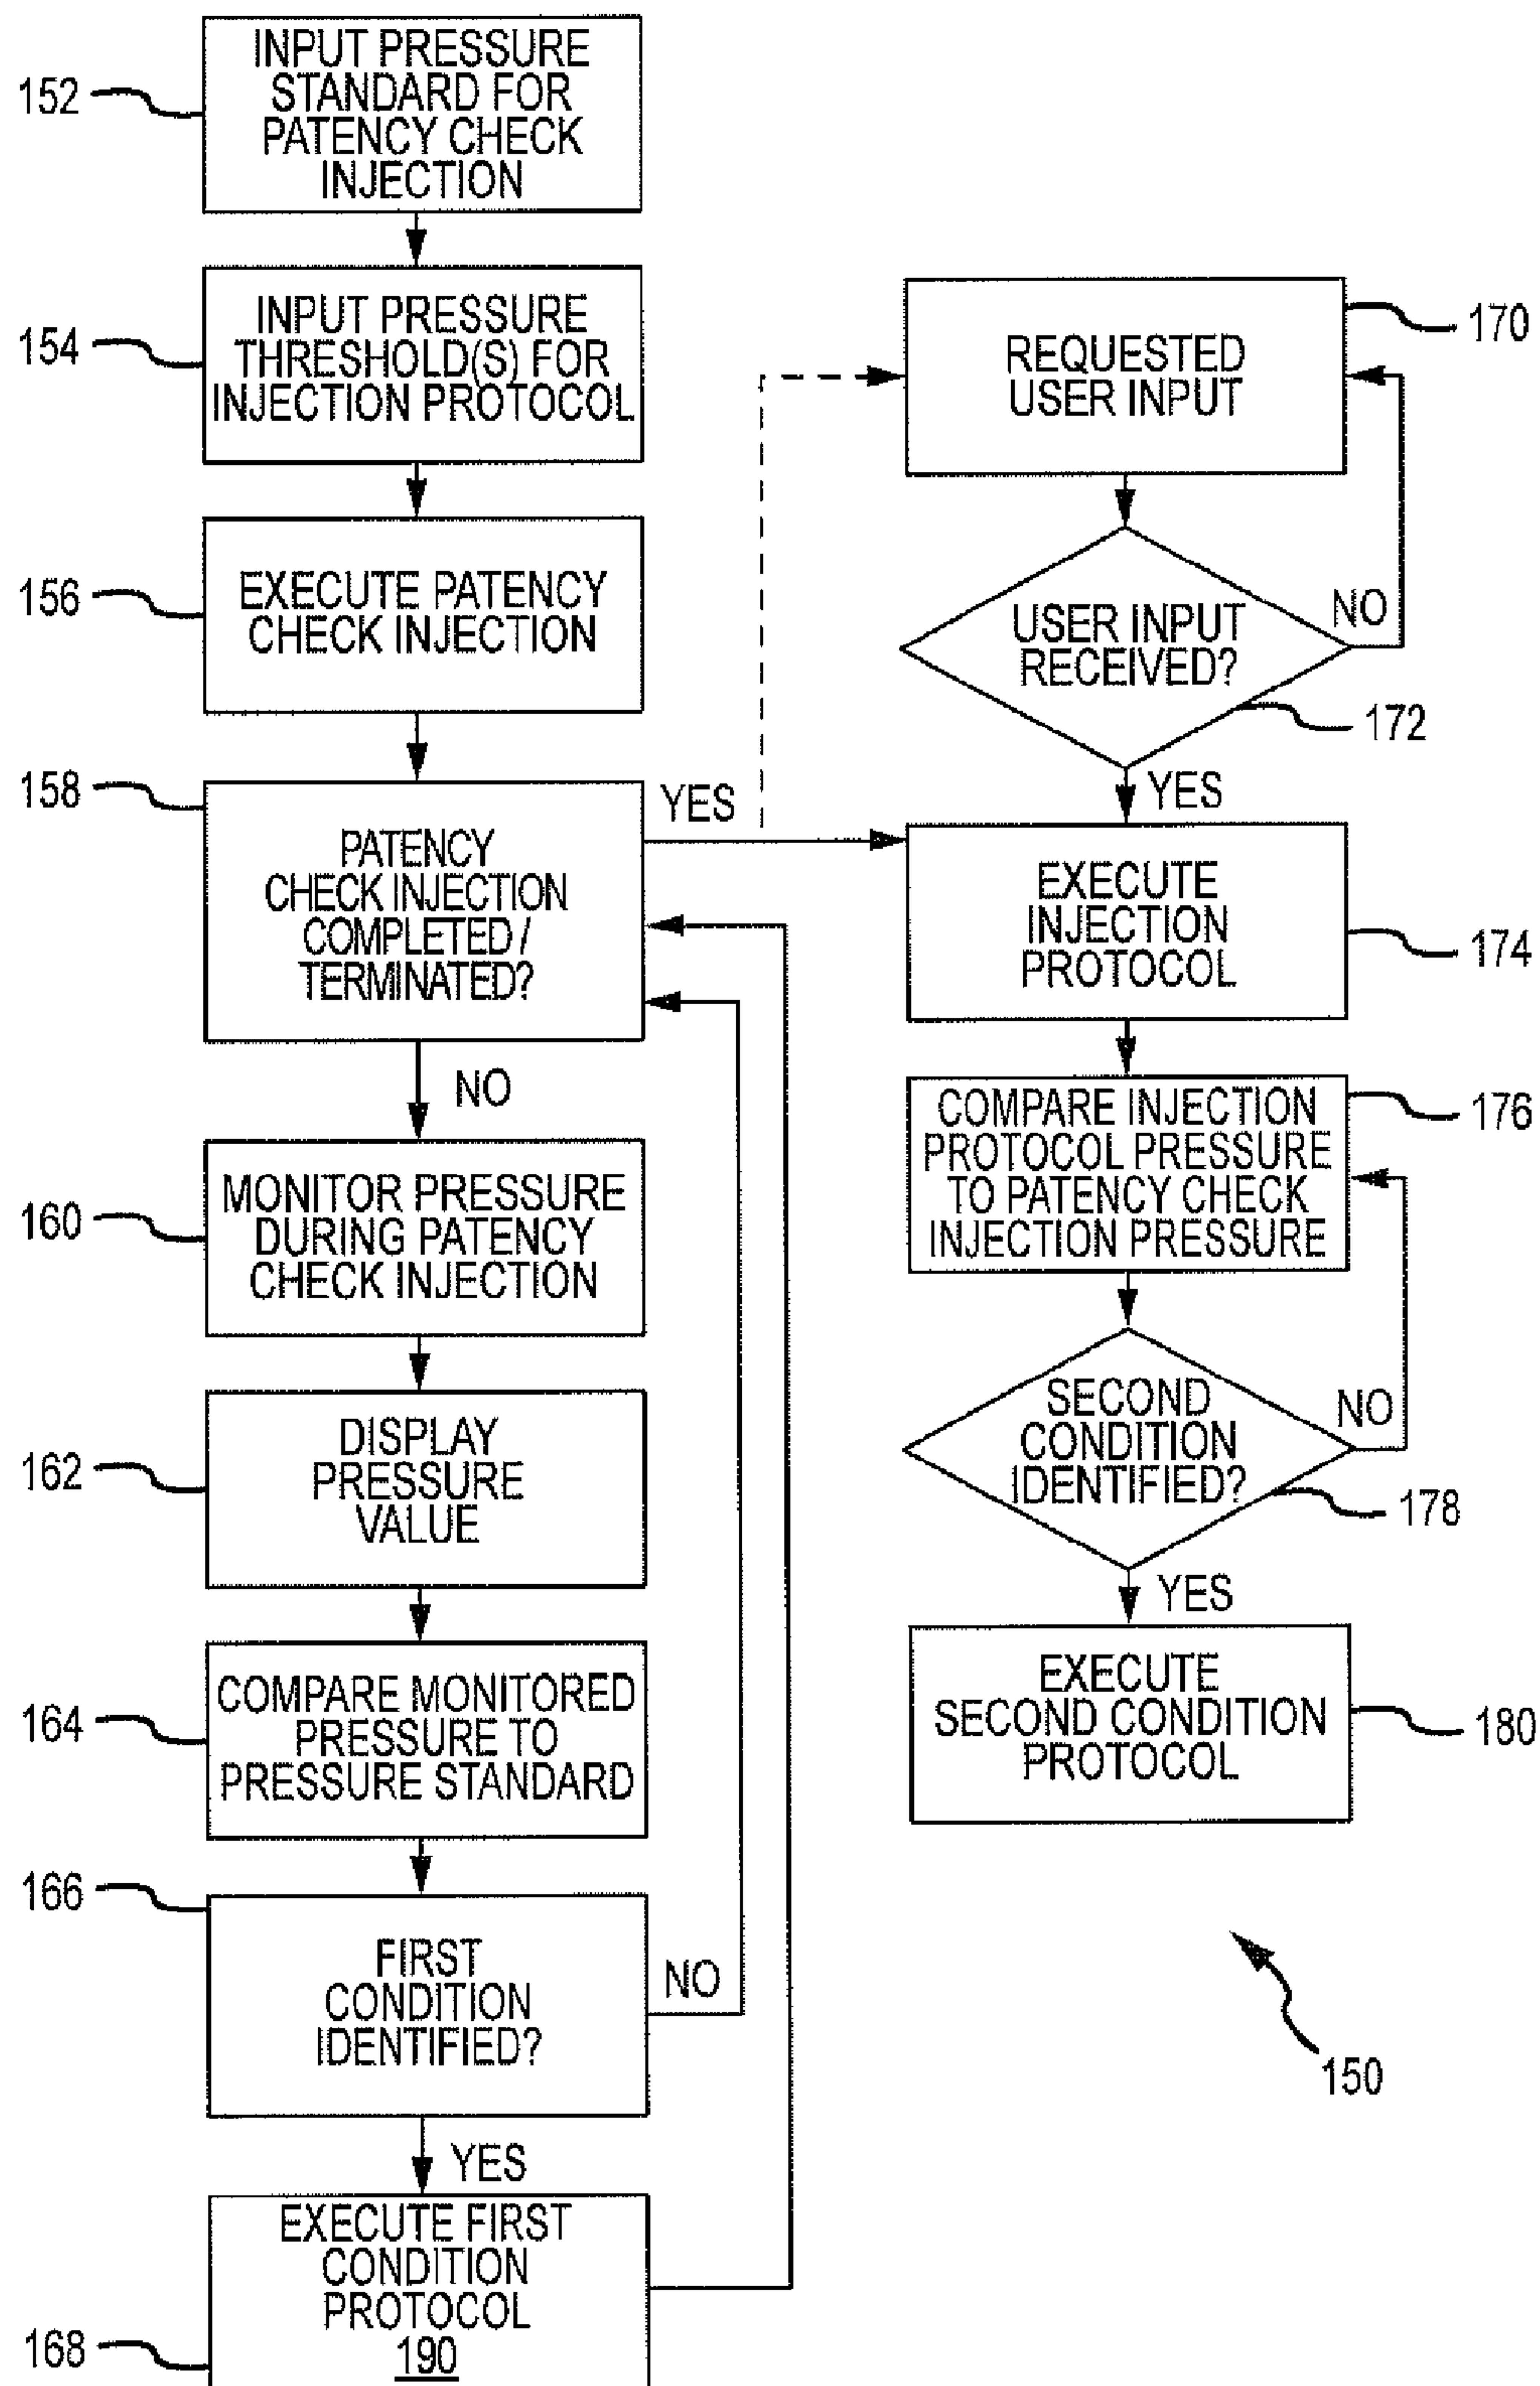 152
INPUT PRESSURE
STANDARD FOR
PATENCY CHECK
INJECTION
154
INPUT PRESSURE
THRESHOLD(S) FOR
INJECTION PROTOCOL
156
EXECUTE PATENCY
CHECK INJECTION
158
PATENCY
CHECK INJECTION
COMPLETED /
TERMINATED?
YES
NO
160
MONITOR PRESSURE
DURING PATENCY
CHECK INJECTION
162
DISPLAY
PRESSURE
VALUE
164
COMPARE MONITORED
PRESSURE TO
PRESSURE STANDARD
166
FIRST
CONDITION
IDENTIFIED?
NO
YES
168
EXECUTE FIRST
CONDITION
PROTOCOL
190
170
REQUESTED
USER INPUT
USER INPUT
RECEIVED?
NO
172
YES
EXECUTE
INJECTION
PROTOCOL
174
COMPARE INJECTION
PROTOCOL PRESSURE
TO PATENCY CHECK
INJECTION PRESSURE
176
SECOND
CONDITION
IDENTIFIED?
NO
178
YES
EXECUTE
SECOND CONDITION
PROTOCOL
180
150